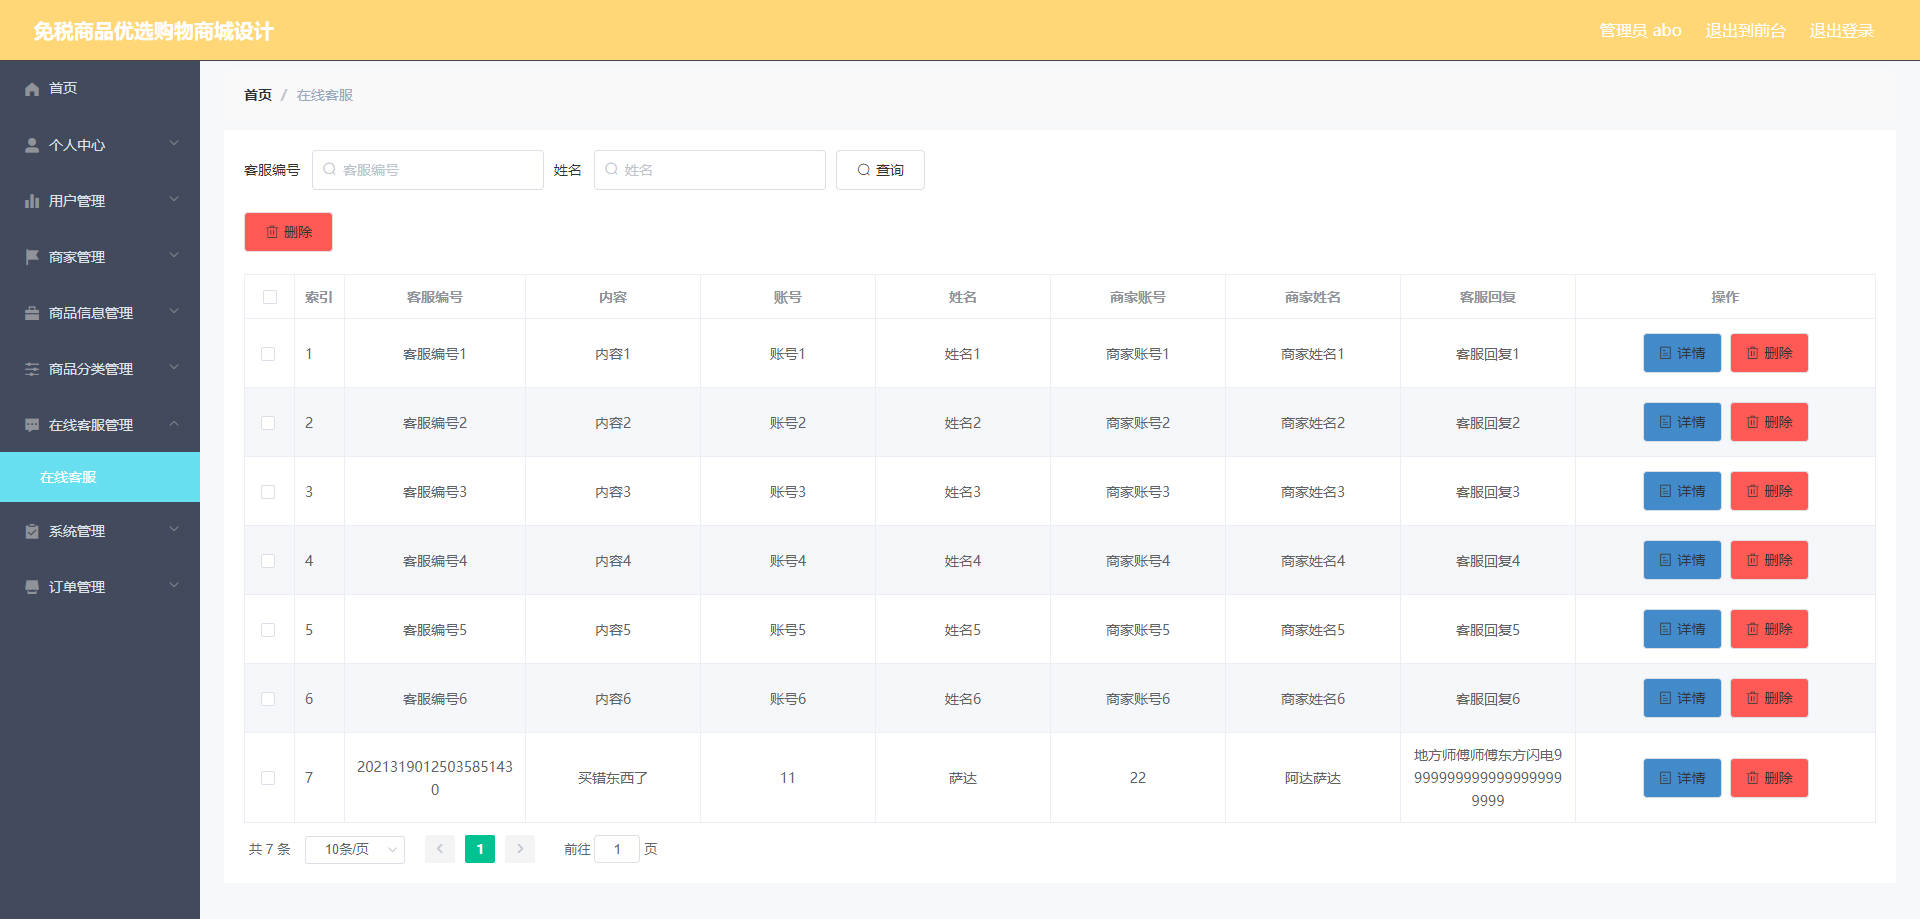 免税商品优选购物商城设计
管理员 abo 退出到前台 退出登录
首页
个人中心
用户管理
商家管理
商品信息管理
商品分类管理
在线客服管理
在线客服
系统管理
订单管理
首页 / 在线客服
客服编号 客服编号 姓名 姓名 查询
删除
索引 客服编号 内容 账号 姓名 商家账号 商家姓名 客服回复 操作
1 客服编号1 内容1 账号1 姓名1 商家账号1 商家姓名1 客服回复1 详情 删除
2 客服编号2 内容2 账号2 姓名2 商家账号2 商家姓名2 客服回复2 详情 删除
3 客服编号3 内容3 账号3 姓名3 商家账号3 商家姓名3 客服回复3 详情 删除
4 客服编号4 内容4 账号4 姓名4 商家账号4 商家姓名4 客服回复4 详情 删除
5 客服编号5 内容5 账号5 姓名5 商家账号5 商家姓名5 客服回复5 详情 删除
6 客服编号6 内容6 账号6 姓名6 商家账号6 商家姓名6 客服回复6 详情 删除
7
2021319012503585143
0
买错东西了
11
萨达
22
阿达萨达
地方师傅师傅东方闪电9
9999999999999999999
9999
详情 删除
共 7 条 10条/页 1 前往 1 页